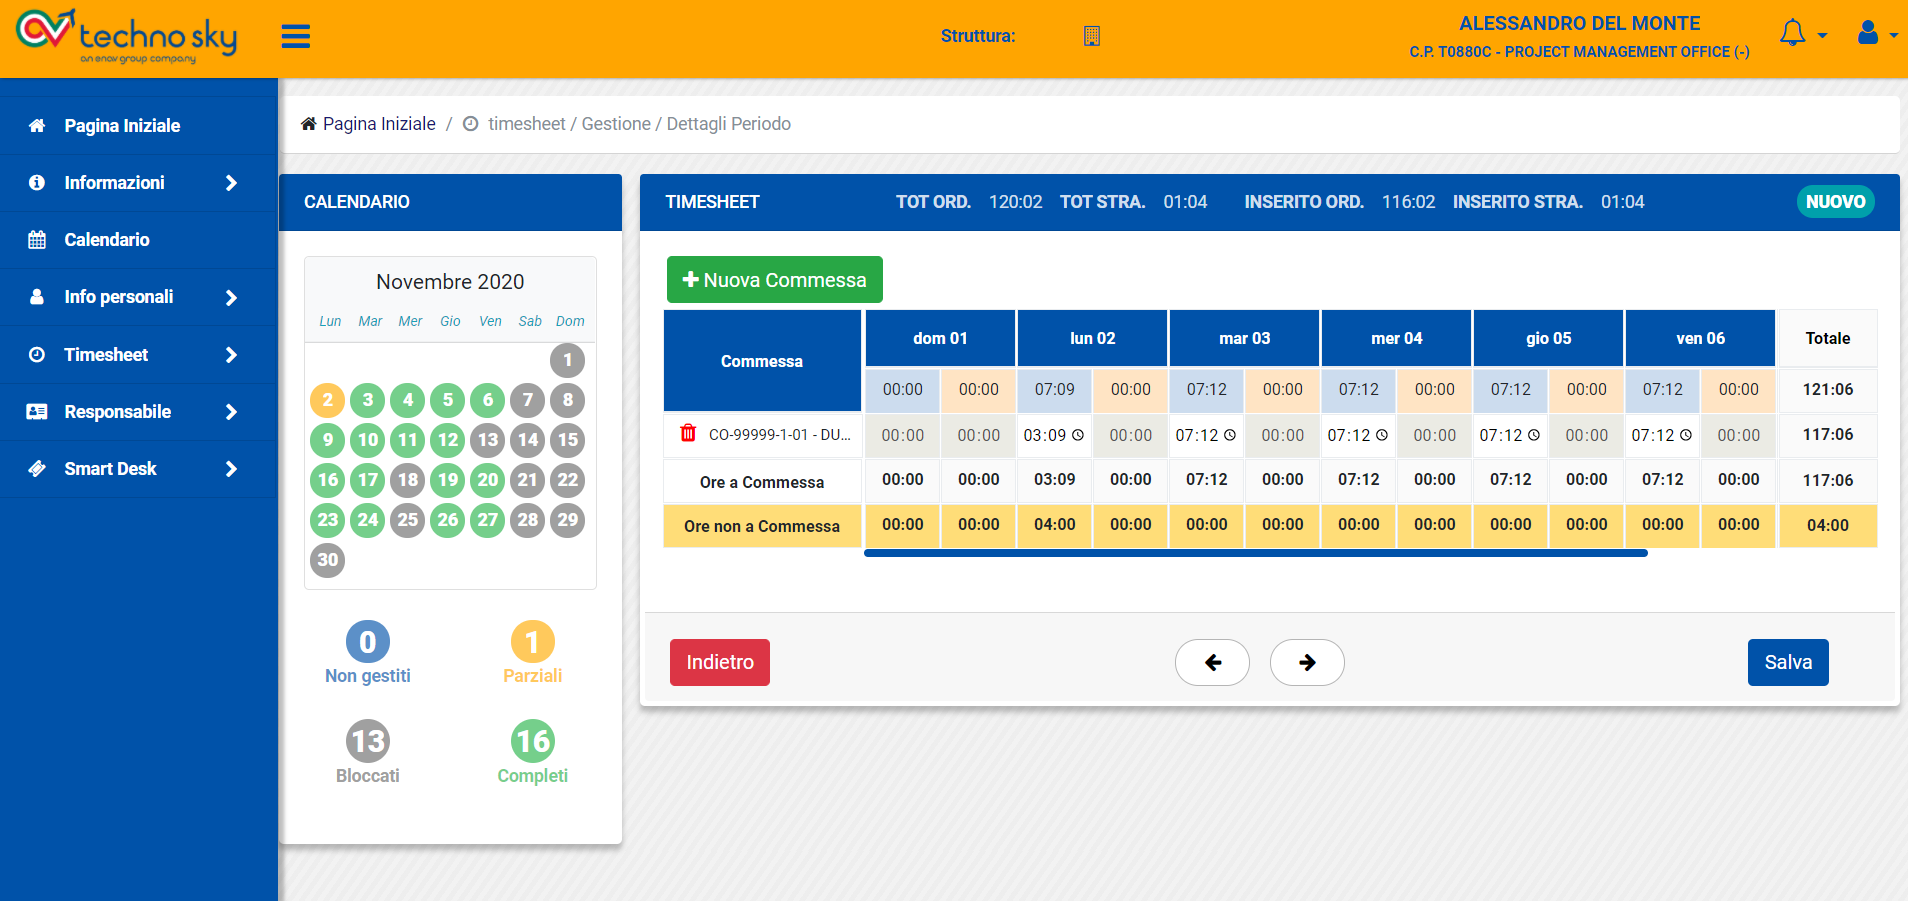 techno sky
an enav group company
Struttura:
ALESSANDRO DEL MONTE
C.P. T0880C - PROJECT MANAGEMENT OFFICE (-)
Pagina Iniziale
Informazioni
Calendario
Info personali
Timesheet
Responsabile
Smart Desk
Pagina Iniziale / timesheet / Gestione / Dettagli Periodo
CALENDARIO
Novembre 2020
Lun Mar Mer Gio Ven Sab Dom
1
2 3 4 5 6 7 8
9 10 11 12 13 14 15
16 17 18 19 20 21 22
23 24 25 26 27 28 29
30
0 1
Non gestiti Parziali
13 16
Bloccati Completi
TIMESHEET TOT ORD. 120:02 TOT STRA. 01:04 INSERITO ORD. 116:02 INSERITO STRA. 01:04 NUOVO
Nuova Commessa
Commessa dom 01 lun 02 mar 03 mer 04 gio 05 ven 06 Totale
00:00 00:00 07:09 00:00 07:12 00:00 07:12 00:00 07:12 00:00 07:12 00:00 121:06
CO-99999-1-01 - DU... 00:00 00:00 03:09 00:00 07:12 00:00 07:12 00:00 07:12 00:00 07:12 00:00 117:06
Ore a Commessa 00:00 00:00 03:09 00:00 07:12 00:00 07:12 00:00 07:12 00:00 07:12 00:00 117:06
Ore non a Commessa 00:00 00:00 04:00 00:00 00:00 00:00 00:00 00:00 00:00 00:00 00:00 00:00 04:00
Indietro Salva